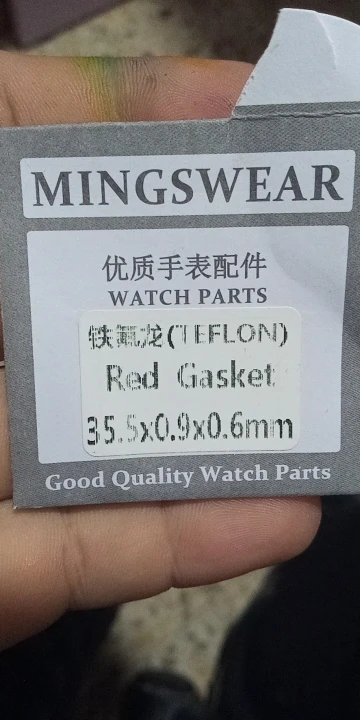 MINGSWEAR
优质手表配件
WATCH PARTS
铁氟龙(TEFLON)
Red Gasket
35.5x0.9x0.6mm
Good Quality Watch Parts